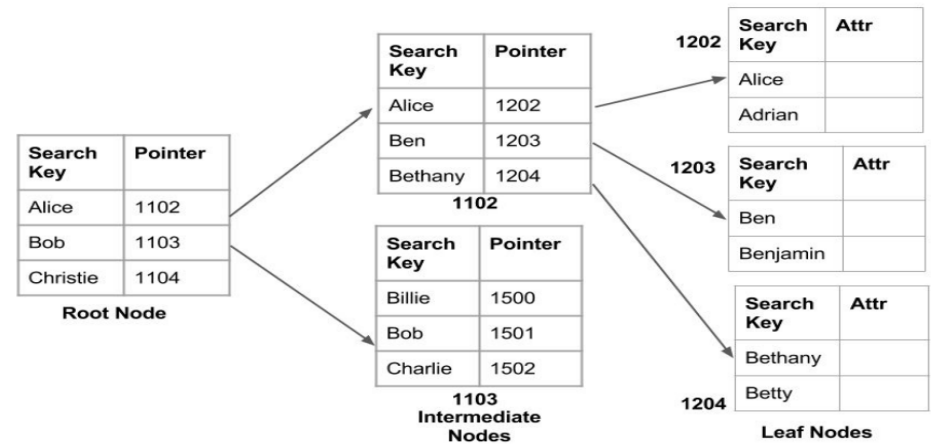 Search Key Pointer
Alice 1102
Bob 1103
Christie 1104
Root Node
Search Key Pointer
Alice 1202
Ben 1203
Bethany 1204
1102
Search Key Pointer
Billie 1500
Bob 1501
Charlie 1502
1103
Intermediate
Nodes
1202
Search Key Attr
Alice
Adrian
1203
Search Key Attr
Ben
Benjamin
Search Key Attr
Bethany
Betty
1204
Leaf Nodes